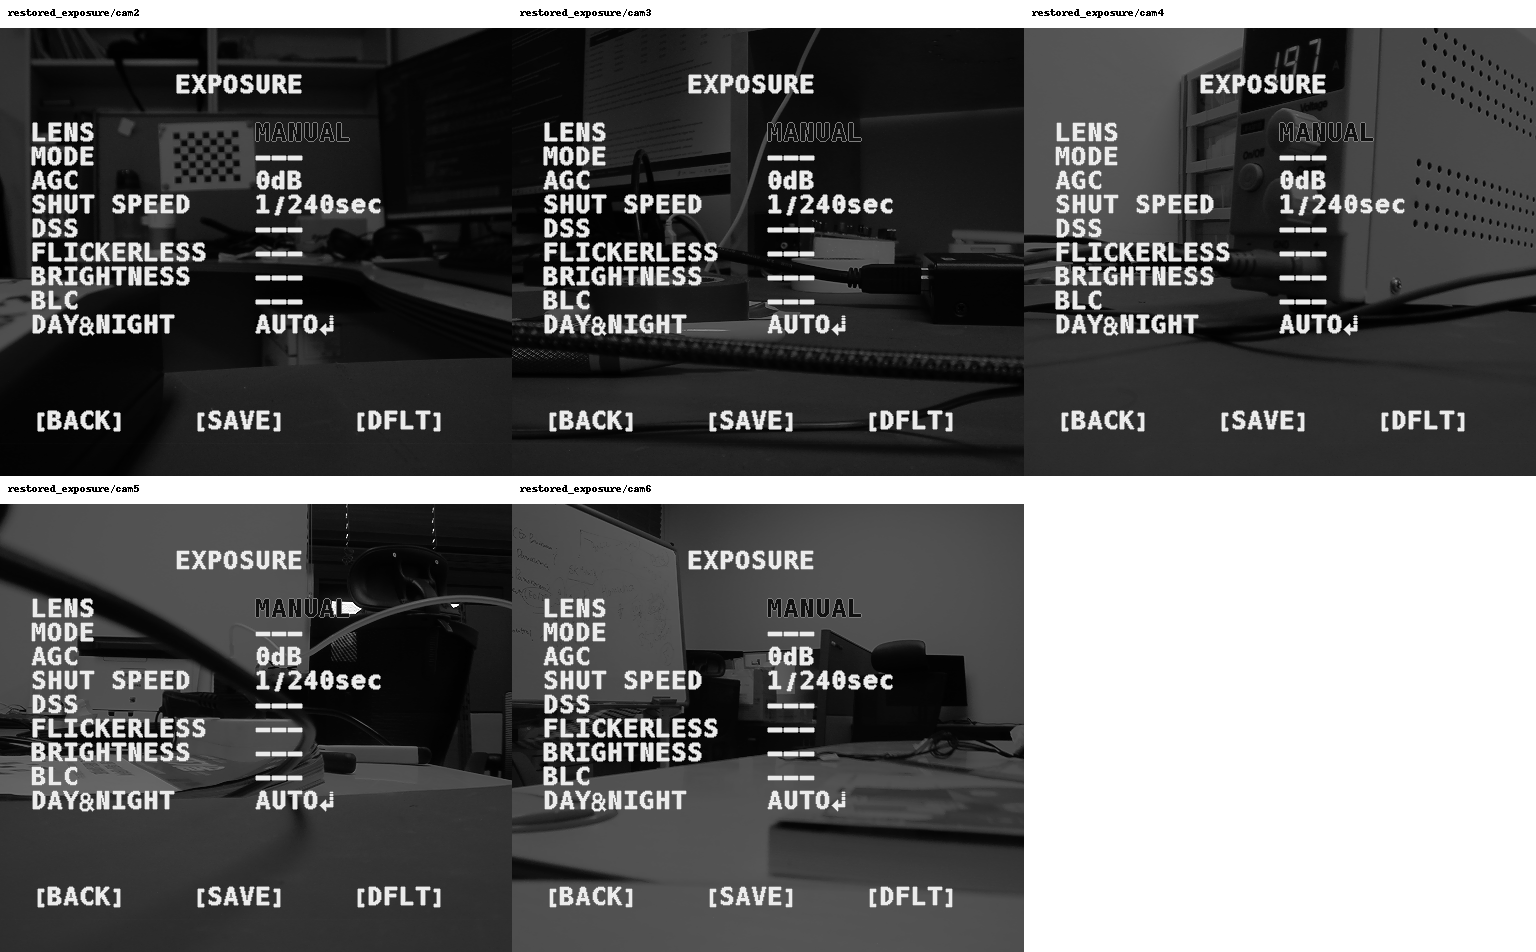 restored_exposure/cam2
EXPOSURE
LENS MANUAL
MODE ---
AGC 0dB
SHUT SPEED 1/240sec
DSS ---
FLICKERLESS ---
BRIGHTNESS ---
BLC ---
DAY&NIGHT AUTO↲
[BACK] [SAVE] [DFLT]
restored_exposure/cam3
EXPOSURE
LENS MANUAL
MODE ---
AGC 0dB
SHUT SPEED 1/240sec
DSS ---
FLICKERLESS ---
BRIGHTNESS ---
BLC ---
DAY&NIGHT AUTO↲
[BACK] [SAVE] [DFLT]
restored_exposure/cam4
197
EXPOSURE
Voltage
LENS MANUAL
MODE ---
On/Off
AGC 0dB
SHUT SPEED 1/240sec
DSS ---
FLICKERLESS ---
BRIGHTNESS ---
BLC ---
DAY&NIGHT AUTO↲
[BACK] [SAVE] [DFLT]
restored_exposure/cam5
EXPOSURE
LENS MANUAL
MODE ---
AGC 0dB
SHUT SPEED 1/240sec
DSS ---
FLICKERLESS ---
BRIGHTNESS ---
BLC ---
DAY&NIGHT AUTO↲
[BACK] [SAVE] [DFLT]
restored_exposure/cam6
EXPOSURE
LENS MANUAL
MODE ---
AGC 0dB
SHUT SPEED 1/240sec
DSS ---
FLICKERLESS ---
BRIGHTNESS ---
BLC ---
DAY&NIGHT AUTO↲
[BACK] [SAVE] [DFLT]